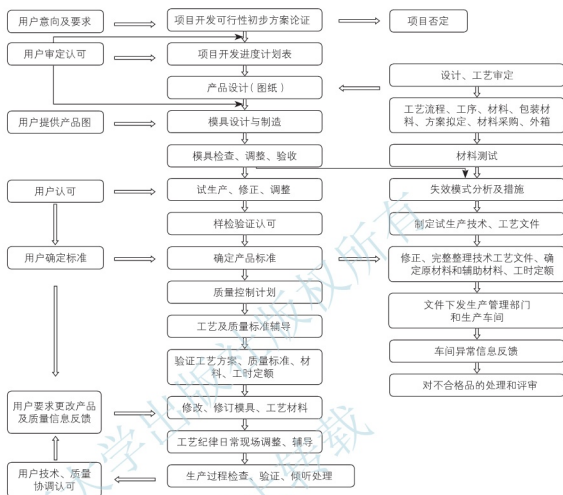 用户意向及要求
项目开发可行性初步方案论证
项目否定
用户审定认可
项目开发进度计划表
产品设计(图纸)
设计、工艺审定
用户提供产品图
模具设计与制造
工艺流程、工序、材料、包装材
料、方案拟定、材料采购、外箱
模具检查、调整、验收
材料测试
用户认可
试生产、修正、调整
失效模式分析及措施
样检验证认可
制定试生产技术、工艺文件
用户确定标准
确定产品标准
修正、完整整理技术工艺文件、确
定原材料和辅助材料、工时定额
质量控制计划
文件下发生产管理部门
和生产车间
工艺及质量标准辅导
车间异常信息反馈
验证工艺方案、质量标准、材
料、工时定额
对不合格品的处理和评审
用户要求更改产品
及质量信息反馈
修改、修订模具、工艺材料
工艺纪律日常现场调整、辅导
用户技术、质量
协调认可
生产过程检查、验证、倾听处理
大学出版社版权所有
转载